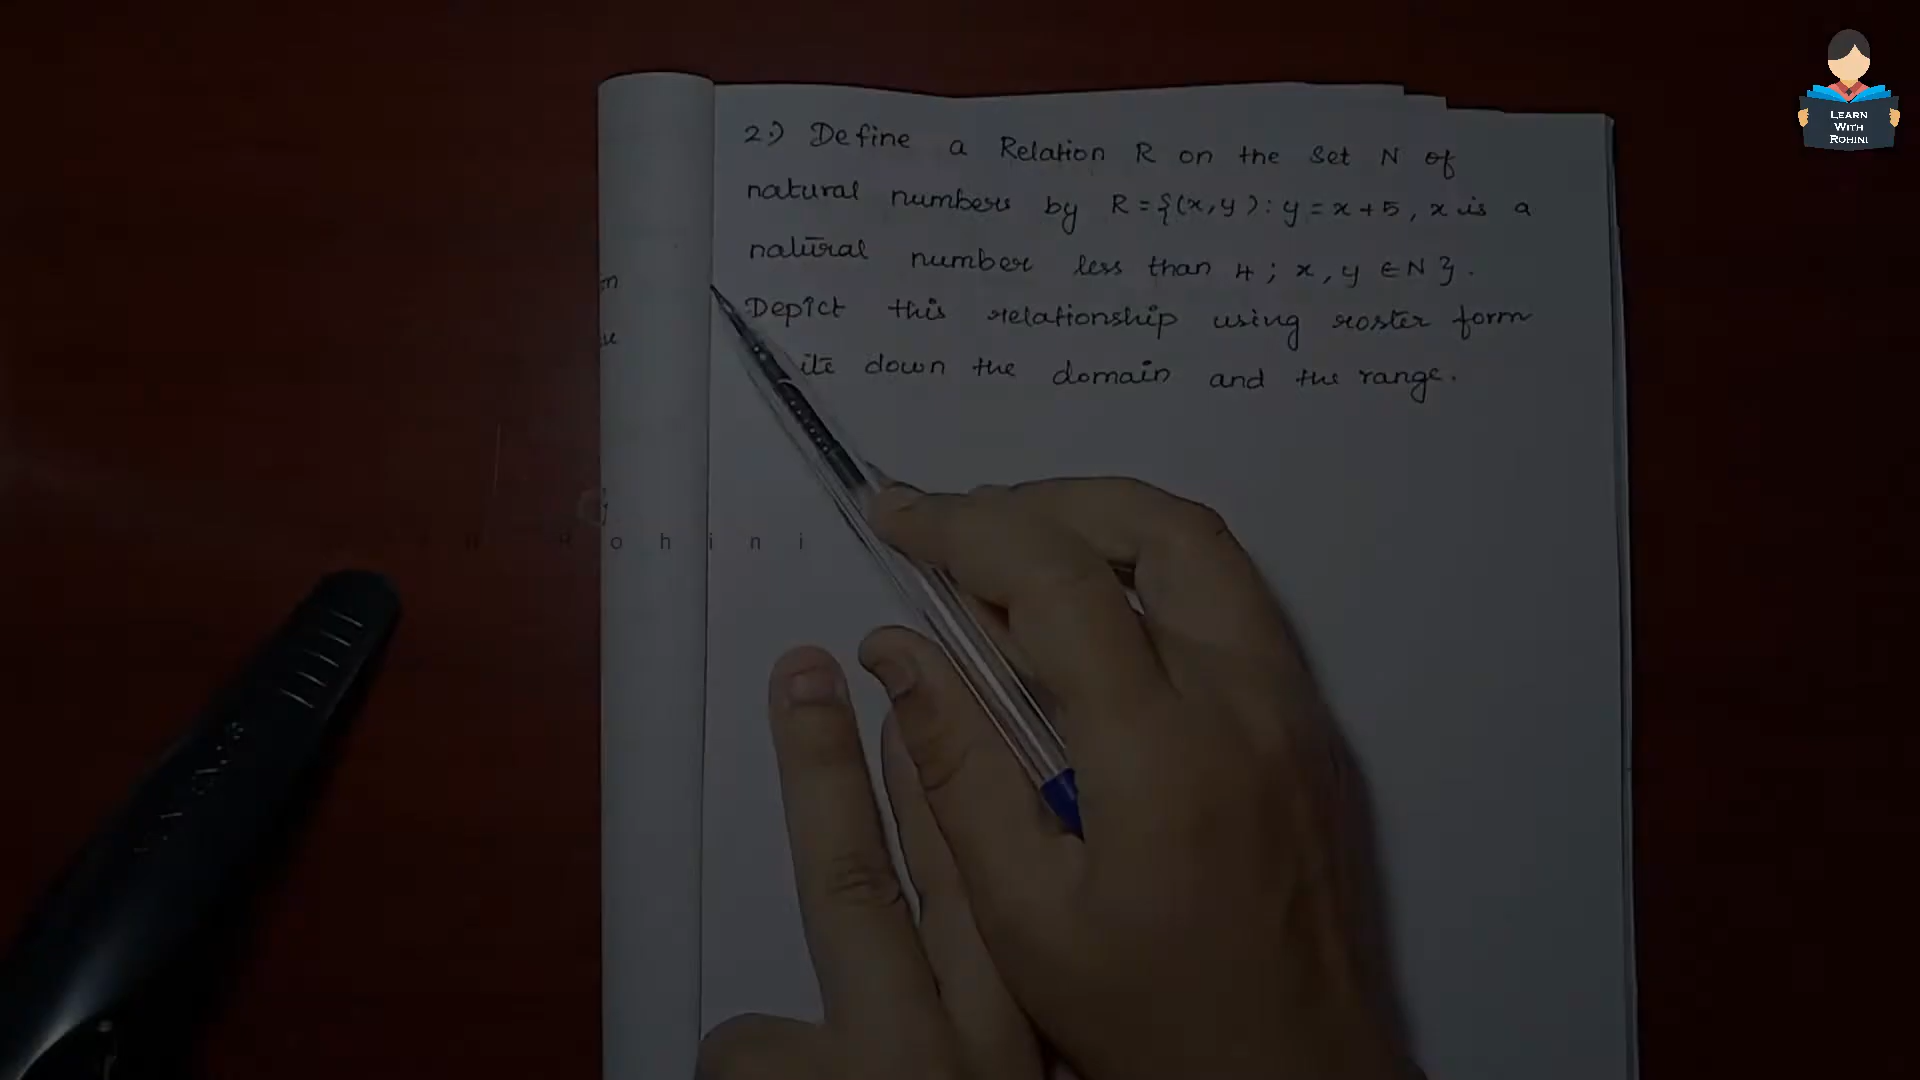 LEARN
WITH
ROHINI
2.) Define a Relation R on the set N of
natural numbers by R = {(x, y) : y = x + 5, x is a
natural number less than 4 ; x, y ∈ N }.
Depict this relationship using roster form
down the domain and the range.
Rohini